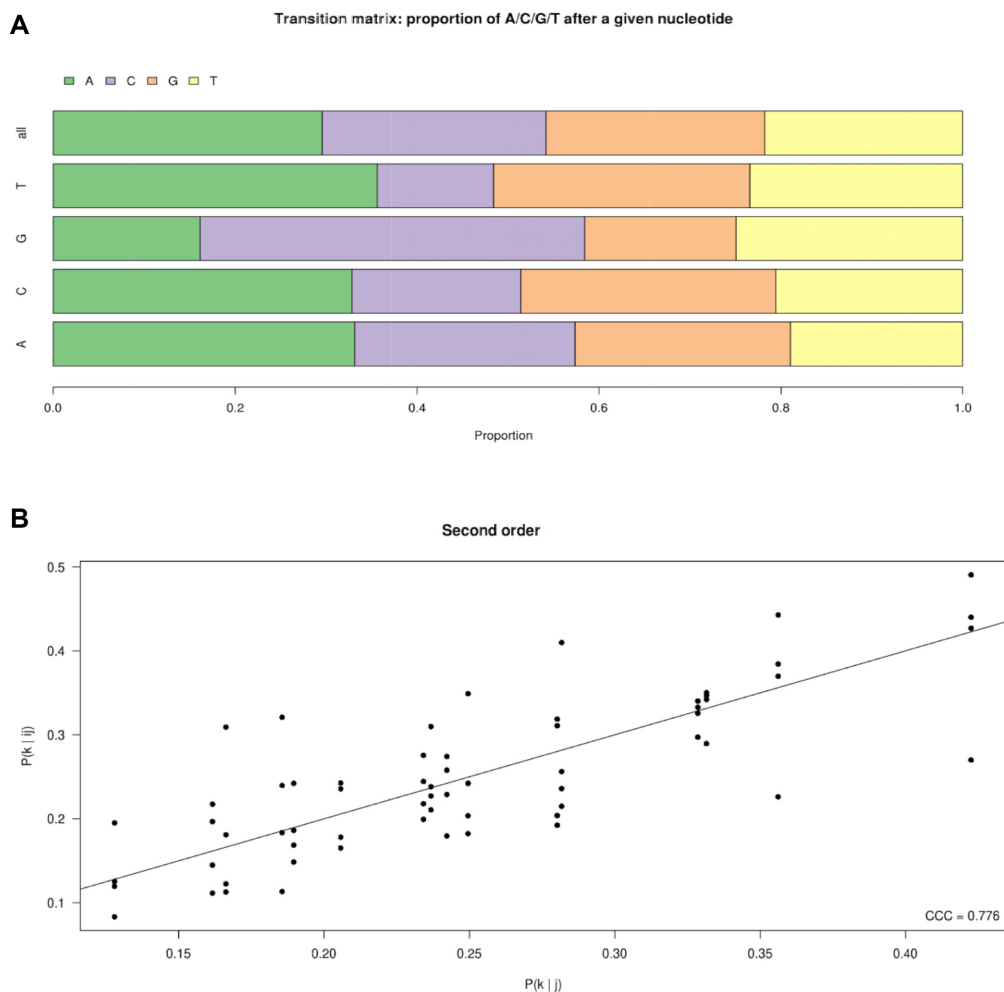 A
Transition matrix: proportion of A/C/G/T after a given nucleotide
A C G T
all
T
G
C
A
0.0 0.2 0.4 0.6 0.8 1.0
Proportion
B
Second order
P(k | ij)
0.5
0.4
0.3
0.2
0.1
CCC = 0.776
0.15 0.20 0.25 0.30 0.35 0.40
P(k | j)